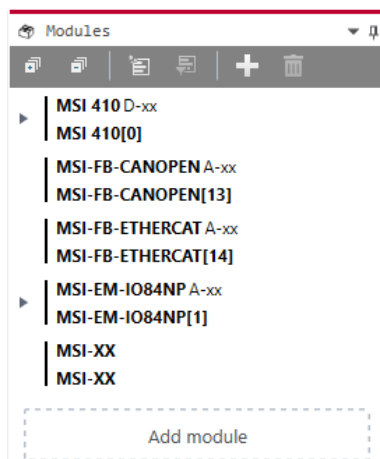 Modules
MSI 410 D-xx
MSI 410[0]
MSI-FB-CANOPEN A-xx
MSI-FB-CANOPEN[13]
MSI-FB-ETHERCAT A-xx
MSI-FB-ETHERCAT[14]
MSI-EM-IO84NP A-xx
MSI-EM-IO84NP[1]
MSI-XX
MSI-XX
Add module